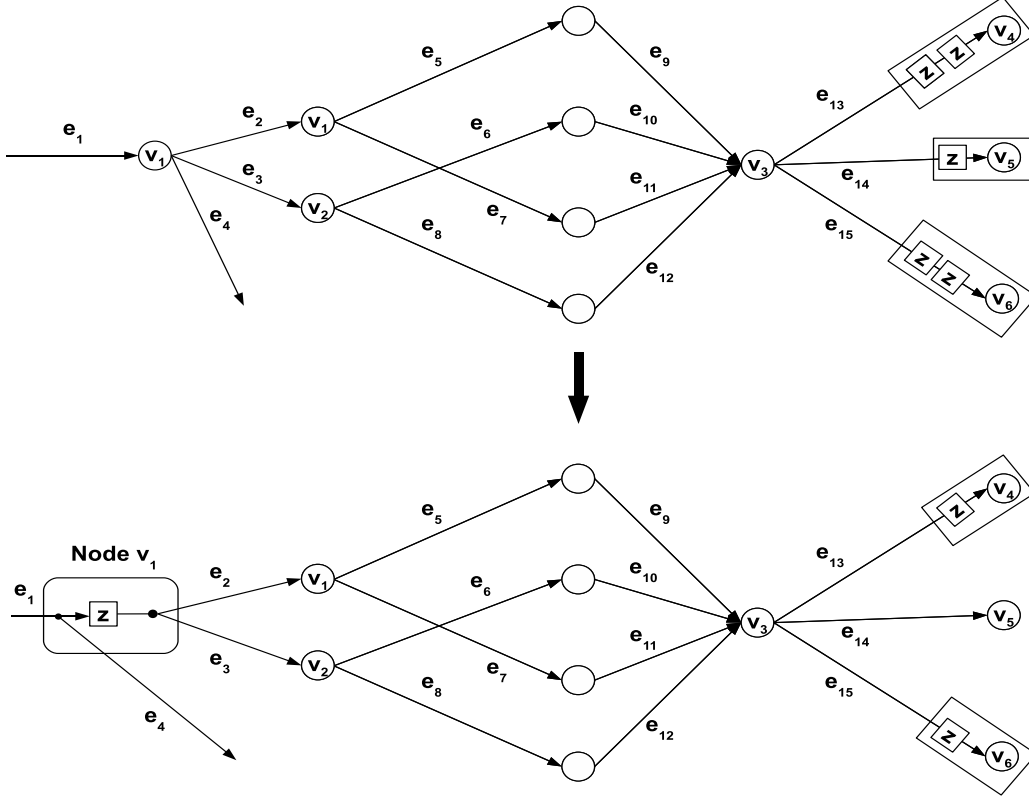 e₁
v₁
e₂
e₃
e₄
v₁
v₂
e₅
e₆
e₇
e₈
e₉
e₁₀
e₁₁
e₁₂
v₃
e₁₃
e₁₄
e₁₅
z z v₄
z v₅
z z v₆
Node v₁
e₁
z
e₂
e₃
e₄
v₁
v₂
e₅
e₆
e₇
e₈
e₉
e₁₀
e₁₁
e₁₂
v₃
e₁₃
e₁₄
e₁₅
z v₄
v₅
z v₆